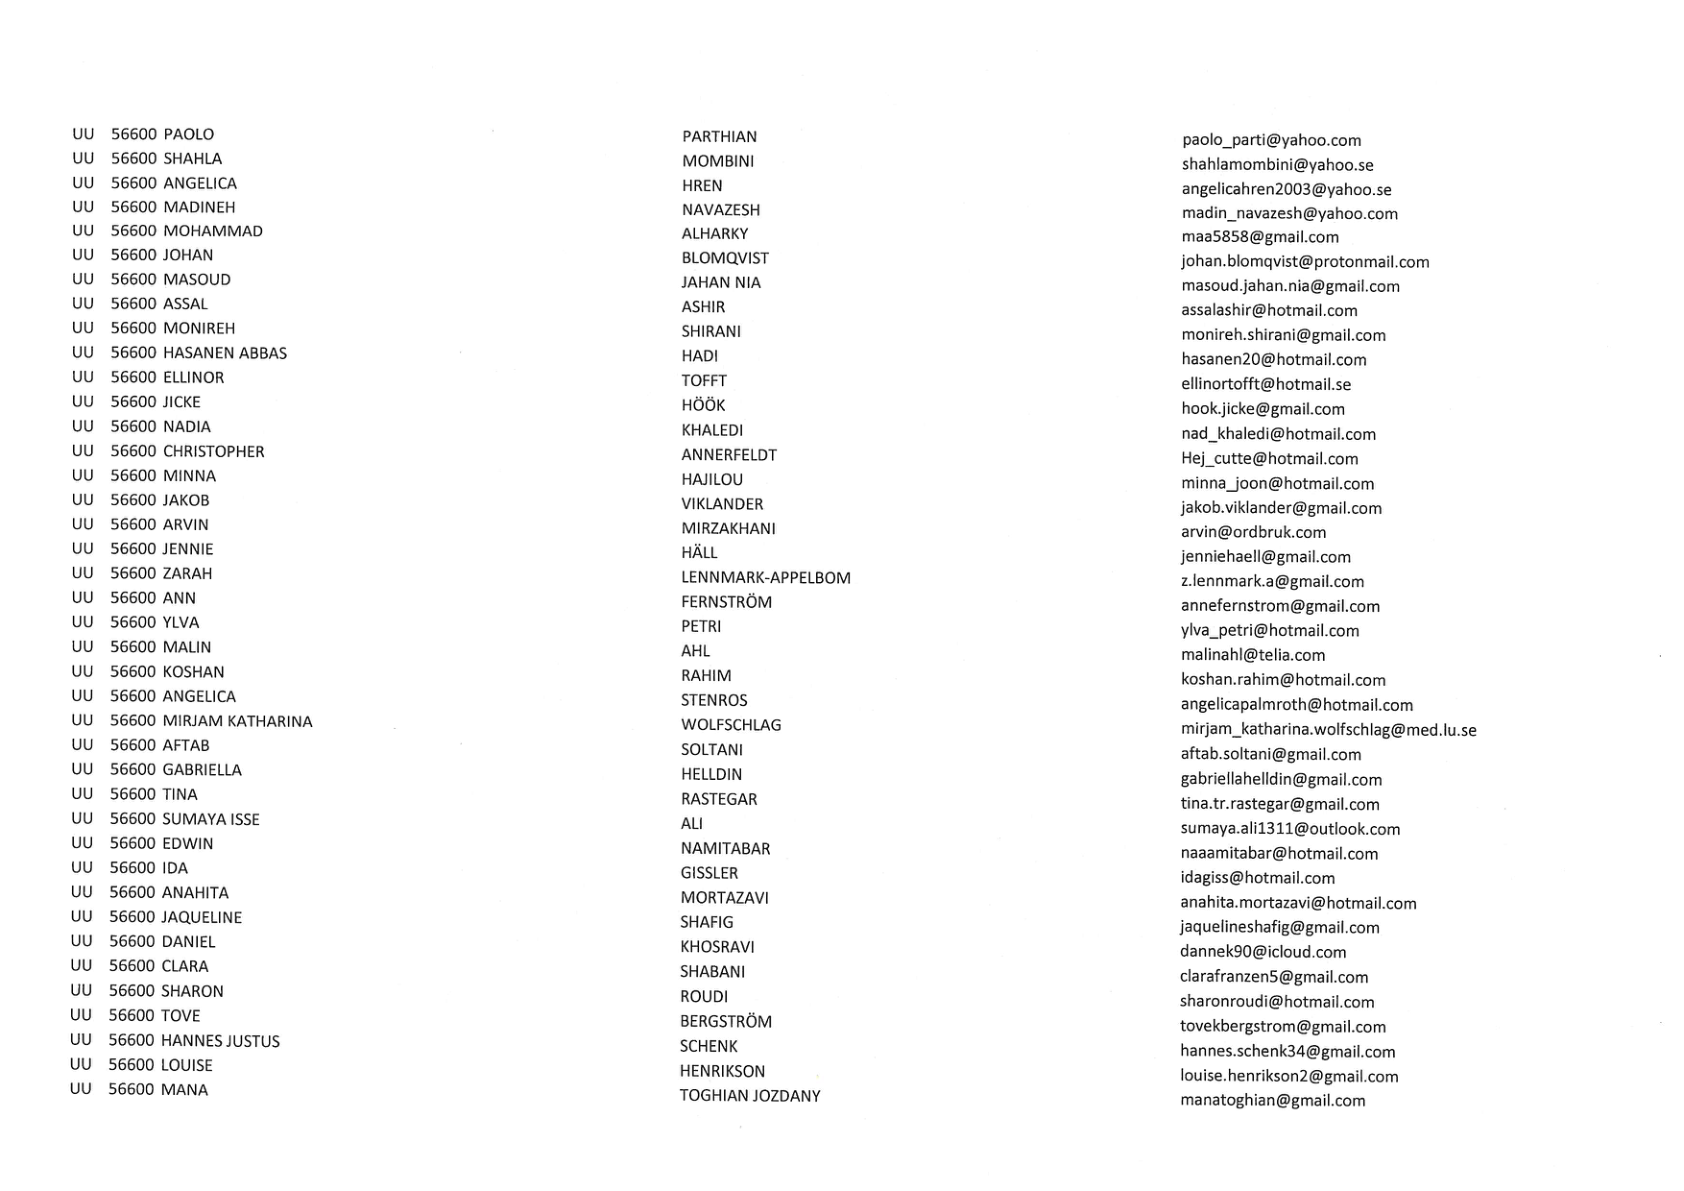 UU 56600 PAOLO PARTHIAN paolo_parti@yahoo.com
UU 56600 SHAHLA MOMBINI shahlamombini@yahoo.se
UU 56600 ANGELICA HREN angelicahren2003@yahoo.se
UU 56600 MADINEH NAVAZESH madin_navazesh@yahoo.com
UU 56600 MOHAMMAD ALHARKY maa5858@gmail.com
UU 56600 JOHAN BLOMQVIST johan.blomqvist@protonmail.com
UU 56600 MASOUD JAHAN NIA masoud.jahan.nia@gmail.com
UU 56600 ASSAL ASHIR assalashir@hotmail.com
UU 56600 MONIREH SHIRANI monireh.shirani@gmail.com
UU 56600 HASANEN ABBAS HADI hasanen20@hotmail.com
UU 56600 ELLINOR TOFFT ellinortofft@hotmail.se
UU 56600 JICKE HÖÖK hook.jicke@gmail.com
UU 56600 NADIA KHALEDI nad_khaledi@hotmail.com
UU 56600 CHRISTOPHER ANNERFELDT Hej_cutte@hotmail.com
UU 56600 MINNA HAJILOU minna_joon@hotmail.com
UU 56600 JAKOB VIKLANDER jakob.viklander@gmail.com
UU 56600 ARVIN MIRZAKHANI arvin@ordbruk.com
UU 56600 JENNIE HÄLL jenniehaell@gmail.com
UU 56600 ZARAH LENNMARK-APPELBOM z.lennmark.a@gmail.com
UU 56600 ANN FERNSTRÖM annefernstrom@gmail.com
UU 56600 YLVA PETRI ylva_petri@hotmail.com
UU 56600 MALIN AHL malinahl@telia.com
UU 56600 KOSHAN RAHIM koshan.rahim@hotmail.com
UU 56600 ANGELICA STENROS angelicapalmroth@hotmail.com
UU 56600 MIRJAM KATHARINA WOLFSCHLAG mirjam_katharina.wolfschlag@med.lu.se
UU 56600 AFTAB SOLTANI aftab.soltani@gmail.com
UU 56600 GABRIELLA HELLDIN gabriellahelldin@gmail.com
UU 56600 TINA RASTEGAR tina.tr.rastegar@gmail.com
UU 56600 SUMAYA ISSE ALI sumaya.ali1311@outlook.com
UU 56600 EDWIN NAMITABAR naaamitabar@hotmail.com
UU 56600 IDA GISSLER idagiss@hotmail.com
UU 56600 ANAHITA MORTAZAVI anahita.mortazavi@hotmail.com
UU 56600 JAQUELINE SHAFIG jaquelineshafig@gmail.com
UU 56600 DANIEL KHOSRAVI dannek90@icloud.com
UU 56600 CLARA SHABANI clarafranzen5@gmail.com
UU 56600 SHARON ROUDI sharonroudi@hotmail.com
UU 56600 TOVE BERGSTRÖM tovekbergstrom@gmail.com
UU 56600 HANNES JUSTUS SCHENK hannes.schenk34@gmail.com
UU 56600 LOUISE HENRIKSON louise.henrikson2@gmail.com
UU 56600 MANA TOGHIAN JOZDANY manatoghian@gmail.com